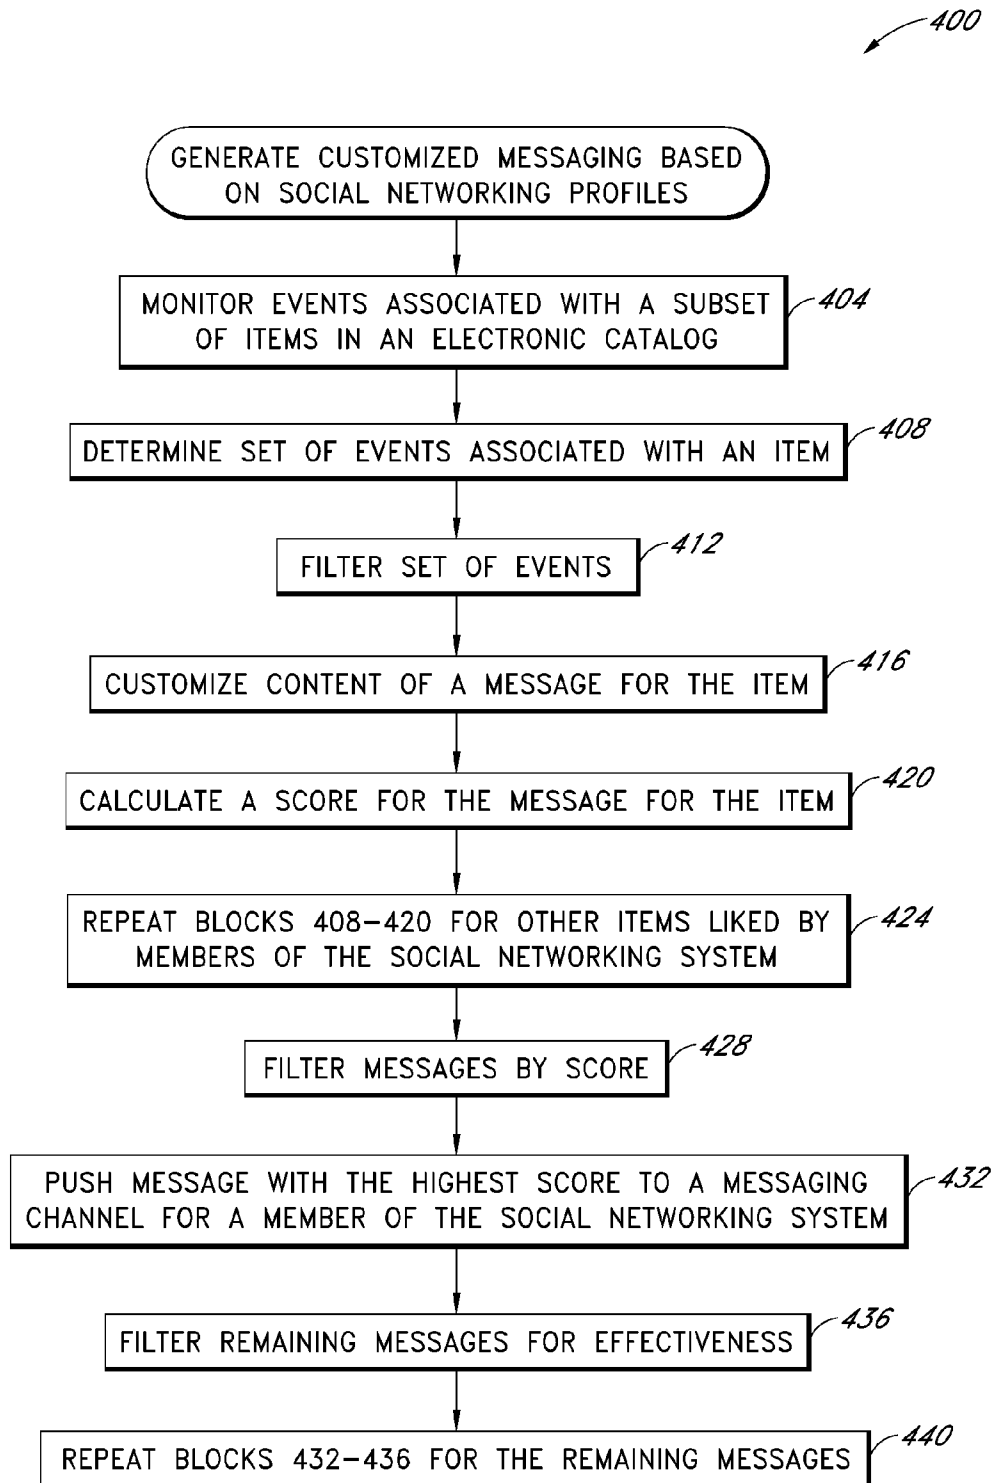 400
GENERATE CUSTOMIZED MESSAGING BASED
ON SOCIAL NETWORKING PROFILES
MONITOR EVENTS ASSOCIATED WITH A SUBSET
OF ITEMS IN AN ELECTRONIC CATALOG
404
DETERMINE SET OF EVENTS ASSOCIATED WITH AN ITEM
408
FILTER SET OF EVENTS
412
CUSTOMIZE CONTENT OF A MESSAGE FOR THE ITEM
416
CALCULATE A SCORE FOR THE MESSAGE FOR THE ITEM
420
REPEAT BLOCKS 408-420 FOR OTHER ITEMS LIKED BY
MEMBERS OF THE SOCIAL NETWORKING SYSTEM
424
FILTER MESSAGES BY SCORE
428
PUSH MESSAGE WITH THE HIGHEST SCORE TO A MESSAGING
CHANNEL FOR A MEMBER OF THE SOCIAL NETWORKING SYSTEM
432
FILTER REMAINING MESSAGES FOR EFFECTIVENESS
436
REPEAT BLOCKS 432-436 FOR THE REMAINING MESSAGES
440